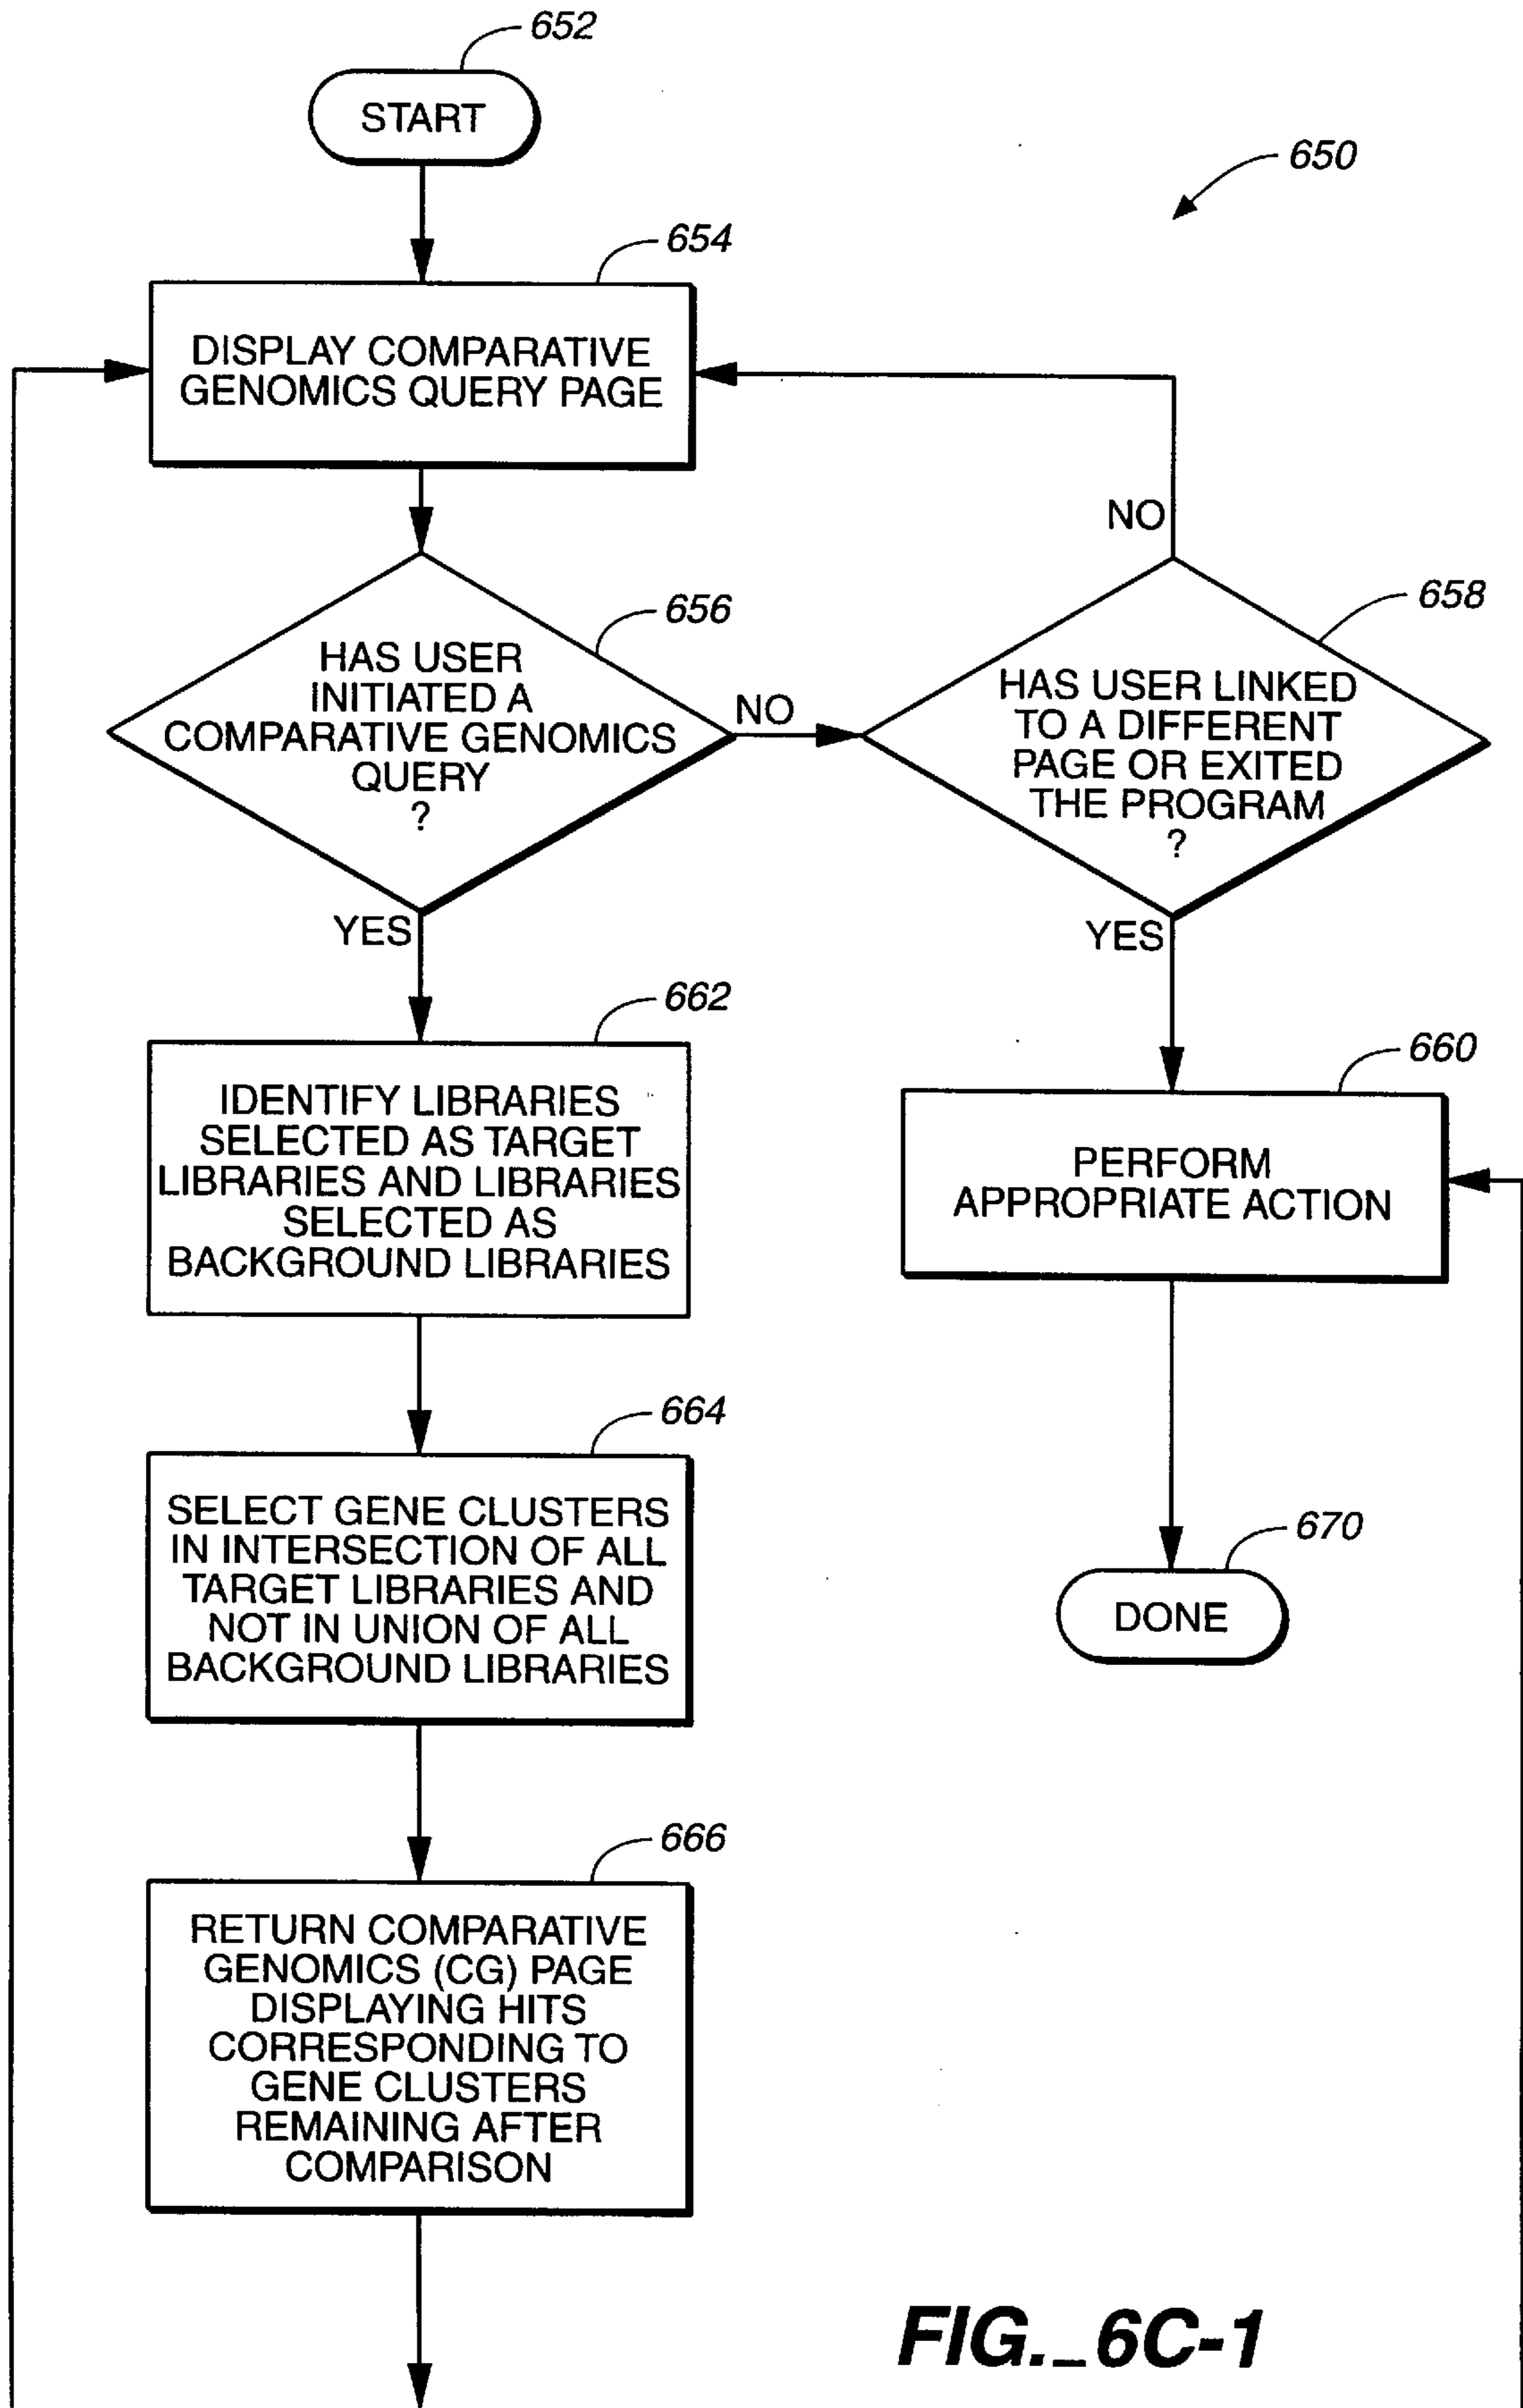 652
START
650
654
DISPLAY COMPARATIVE
GENOMICS QUERY PAGE
NO
656
HAS USER
INITIATED A
COMPARATIVE GENOMICS
QUERY
?
NO
658
HAS USER LINKED
TO A DIFFERENT
PAGE OR EXITED
THE PROGRAM
?
YES
YES
662
IDENTIFY LIBRARIES
SELECTED AS TARGET
LIBRARIES AND LIBRARIES
SELECTED AS
BACKGROUND LIBRARIES
660
PERFORM
APPROPRIATE ACTION
664
SELECT GENE CLUSTERS
IN INTERSECTION OF ALL
TARGET LIBRARIES AND
NOT IN UNION OF ALL
BACKGROUND LIBRARIES
670
DONE
666
RETURN COMPARATIVE
GENOMICS (CG) PAGE
DISPLAYING HITS
CORRESPONDING TO
GENE CLUSTERS
REMAINING AFTER
COMPARISON
FIG._6C-1